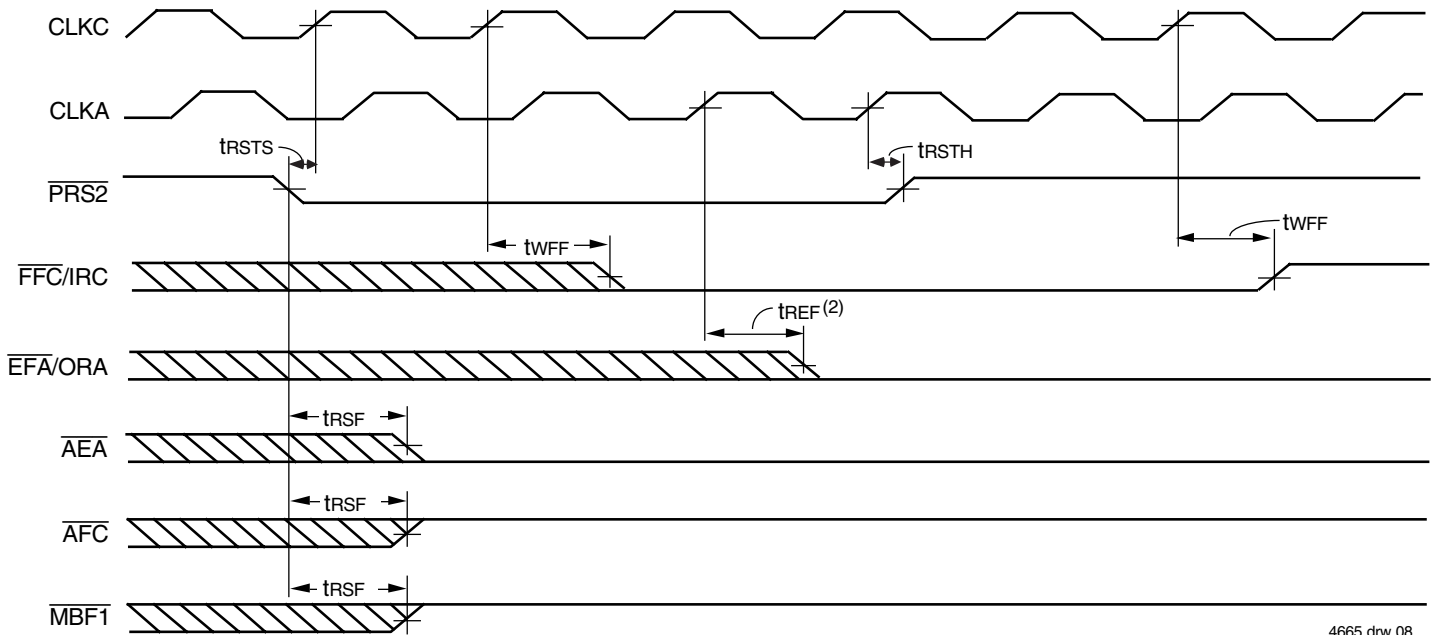 CLKC
CLKA
tRSTS
tRSTH
PRS2
tWFF
tWFF
FFC/IRC
tREF (2)
EFA/ORA
tRSF
AEA
tRSF
AFC
tRSF
MBF1
4665 drw 08